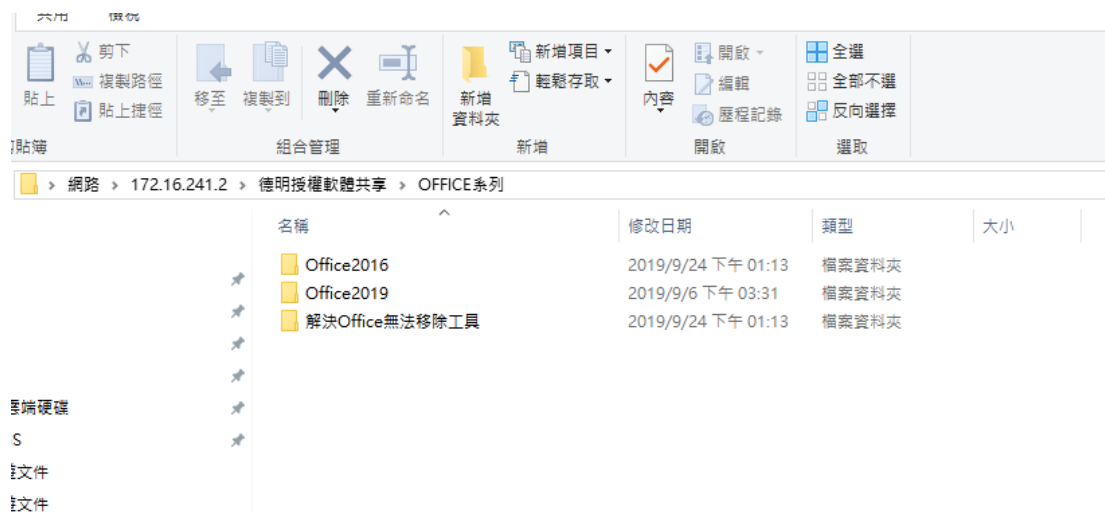 共用 檢視
貼上
剪下
複製路徑
貼上捷徑
移至 複製到 刪除 重新命名
新增
資料夾
新增項目
輕鬆存取
內容
開啟
編輯
歷程記錄
全選
全部不選
反向選擇
貼簿 組合管理 新增 開啟 選取
網路 > 172.16.241.2 > 德明授權軟體共享 > OFFICE系列
名稱 修改日期 類型 大小
Office2016 2019/9/24 下午 01:13 檔案資料夾
Office2019 2019/9/6 下午 03:31 檔案資料夾
解決Office無法移除工具 2019/9/24 下午 01:13 檔案資料夾
雲端硬碟
S
文件
文件